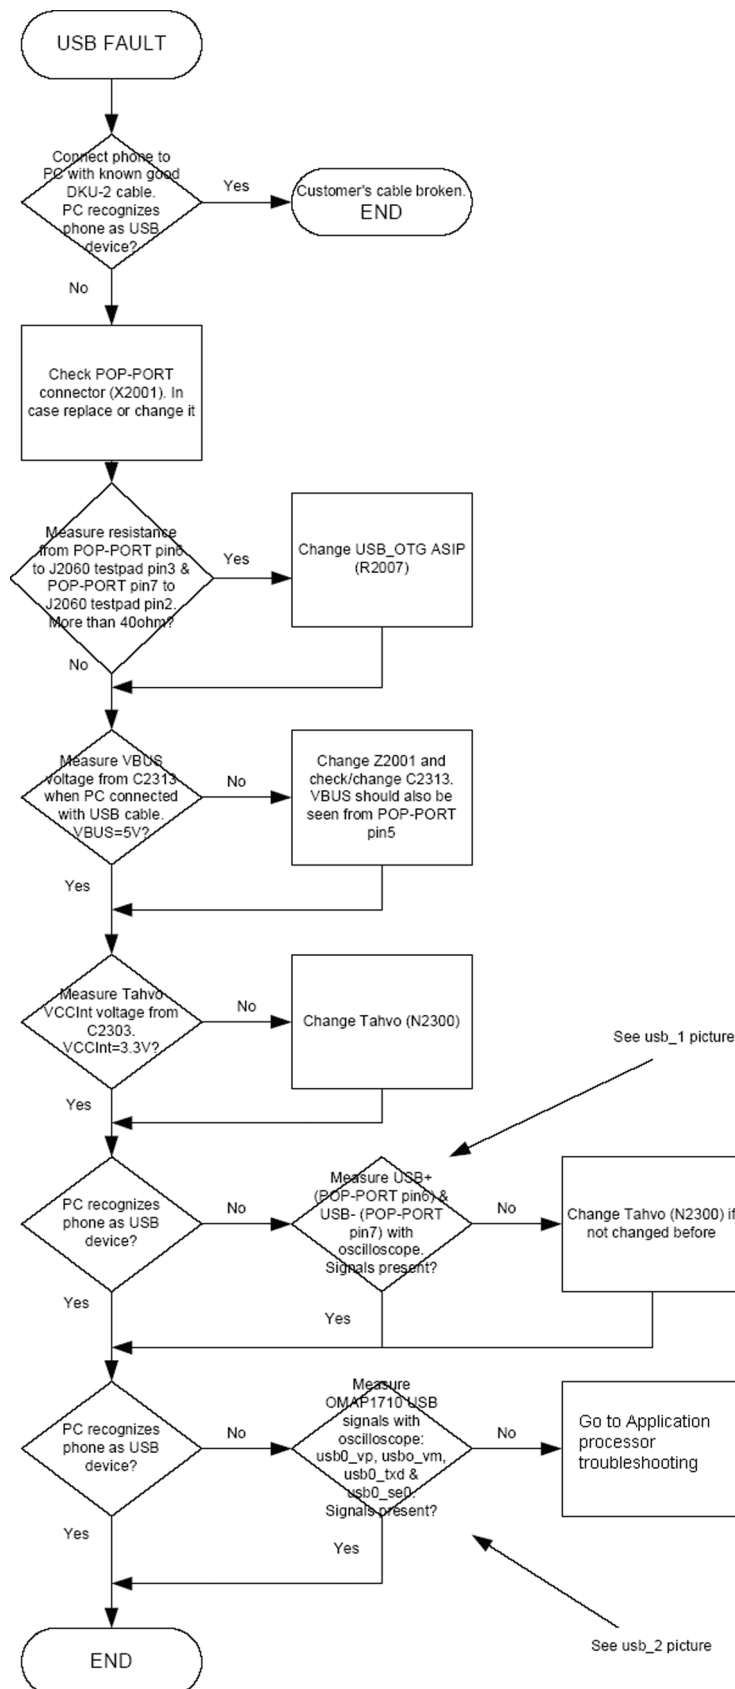 USB FAULT
Connect phone to
PC with known good
DKU-2 cable.
PC recognizes
phone as USB
device?
Yes
Customer's cable broken.
END
No
Check POP-PORT
connector (X2001). In
case replace or change it
Measure resistance
from POP-PORT pin6
to J2060 testpad pin3 &
POP-PORT pin7 to
J2060 testpad pin2.
More than 40ohm?
Yes
Change USB_OTG ASIP
(R2007)
No
Measure VBUS
voltage from C2313
when PC connected
with USB cable.
VBUS=5V?
No
Change Z2001 and
check/change C2313.
VBUS should also be
seen from POP-PORT
pin5
Yes
Measure Tahvo
VCCInt voltage from
C2303.
VCCInt=3.3V?
No
Change Tahvo (N2300)
See usb_1 picture
Yes
PC recognizes
phone as USB
device?
No
Measure USB+
(POP-PORT pin6) &
USB- (POP-PORT
pin7) with
oscilloscope.
Signals present?
No
Change Tahvo (N2300) if
not changed before
Yes
Yes
PC recognizes
phone as USB
device?
No
Measure
OMAP1710 USB
signals with
oscilloscope:
usb0_vp, usbo_vm,
usb0_txd &
usb0_se0.
Signals present?
No
Go to Application
processor
troubleshooting
Yes
Yes
See usb_2 picture
END